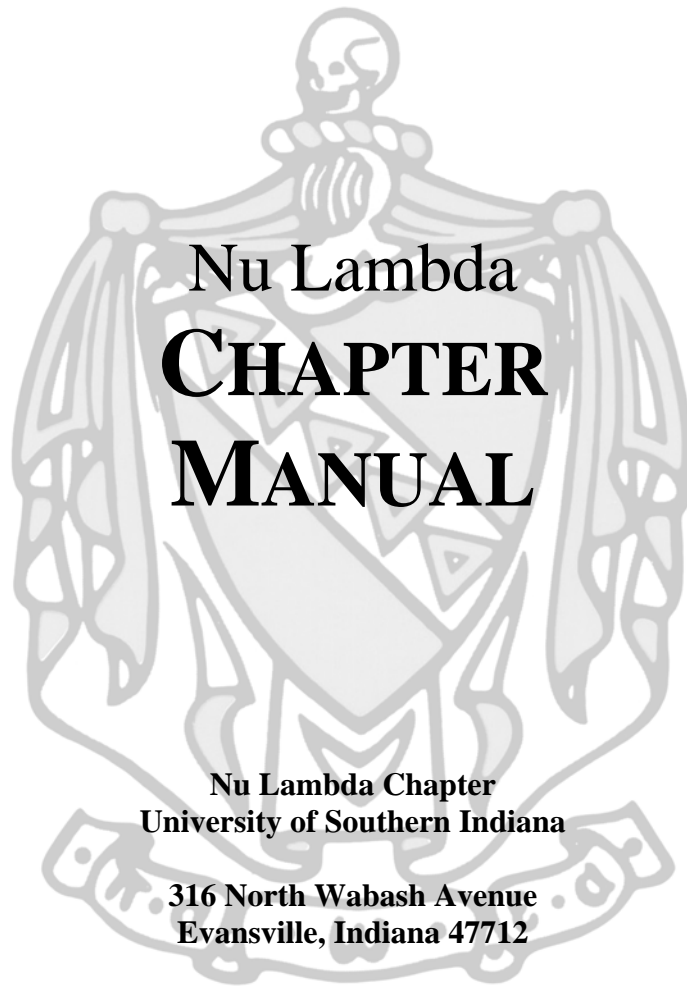 Nu Lambda
CHAPTER
MANUAL
Nu Lambda Chapter
University of Southern Indiana
316 North Wabash Avenue
Evansville, Indiana 47712